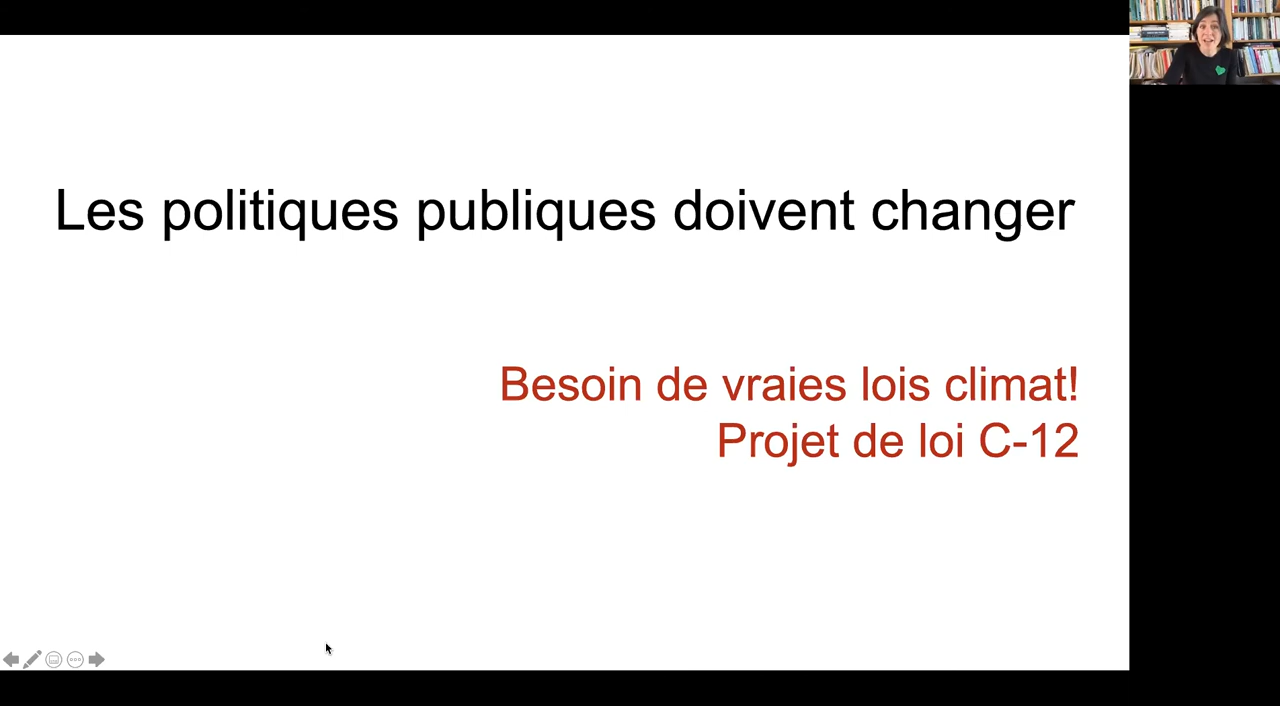 Les politiques publiques doivent changer
Besoin de vraies lois climat!
Projet de loi C-12